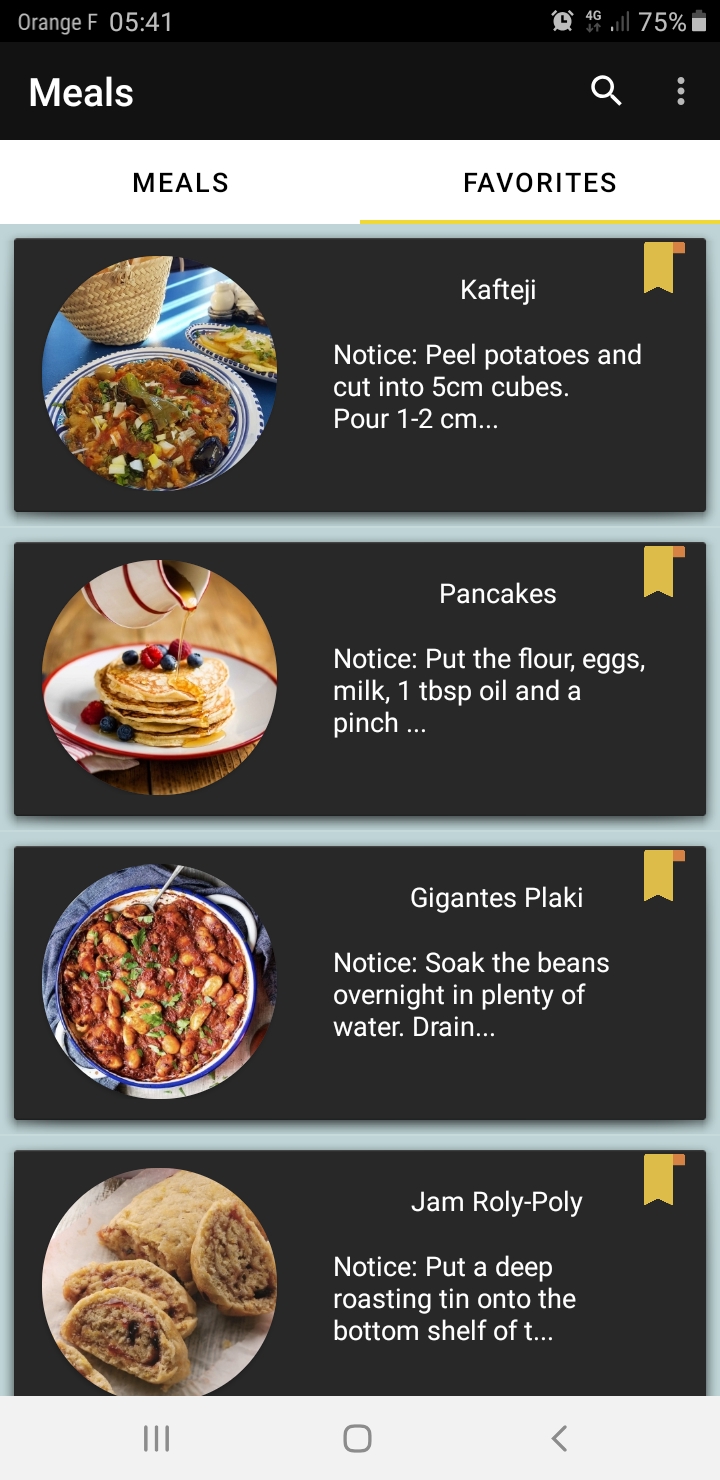 Orange F 05:41 4G 75%
Meals
MEALS FAVORITES
Kafteji
Notice: Peel potatoes and
cut into 5cm cubes.
Pour 1-2 cm...
Pancakes
Notice: Put the flour, eggs,
milk, 1 tbsp oil and a
pinch ...
Gigantes Plaki
Notice: Soak the beans
overnight in plenty of
water. Drain...
Jam Roly-Poly
Notice: Put a deep
roasting tin onto the
bottom shelf of t...